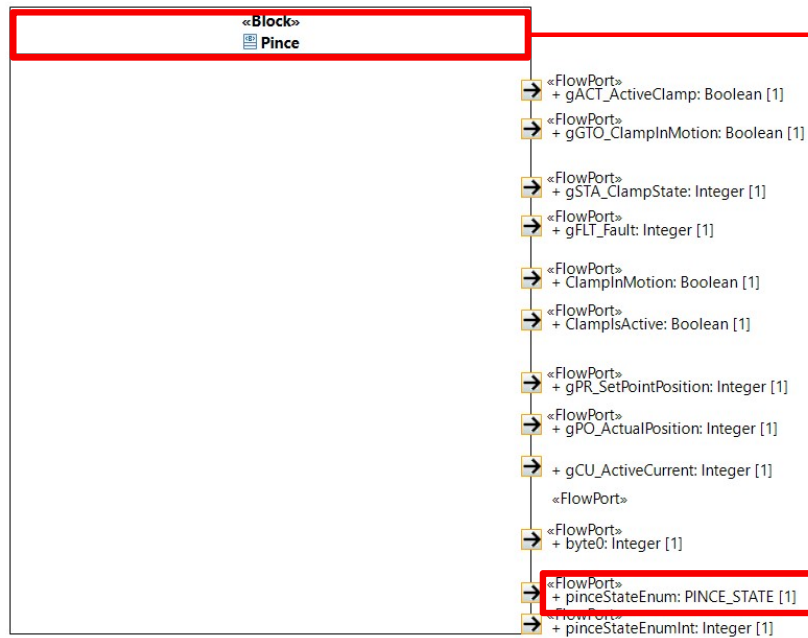 «Block»
Pince
«FlowPort»
+ gACT_ActiveClamp: Boolean [1]
«FlowPort»
+ gGTO_ClampInMotion: Boolean [1]
«FlowPort»
+ gSTA_ClampState: Integer [1]
«FlowPort»
+ gFLT_Fault: Integer [1]
«FlowPort»
+ ClampInMotion: Boolean [1]
«FlowPort»
+ ClampIsActive: Boolean [1]
«FlowPort»
+ gPR_SetPointPosition: Integer [1]
«FlowPort»
+ gPO_ActualPosition: Integer [1]
+ gCU_ActiveCurrent: Integer [1]
«FlowPort»
«FlowPort»
+ byte0: Integer [1]
«FlowPort»
+ pinceStateEnum: PINCE_STATE [1]
«FlowPort»
+ pinceStateEnumInt: Integer [1]